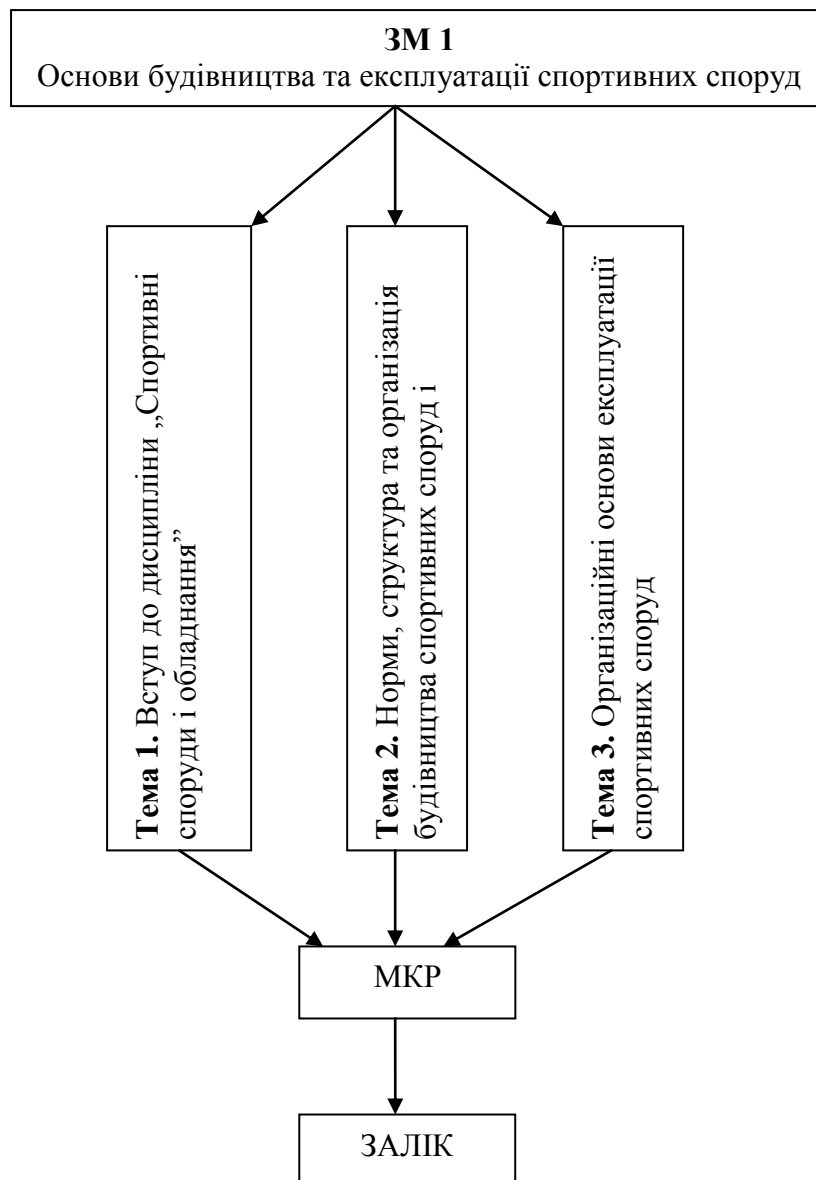 ЗМ 1
Основи будівництва та експлуатації спортивних споруд
Тема 1. Вступ до дисципліни „Спортивні
споруди і обладнання”
Тема 2. Норми, структура та організація
будівництва спортивних споруд і
Тема 3. Організаційні основи експлуатації
спортивних споруд
МКР
ЗАЛІК